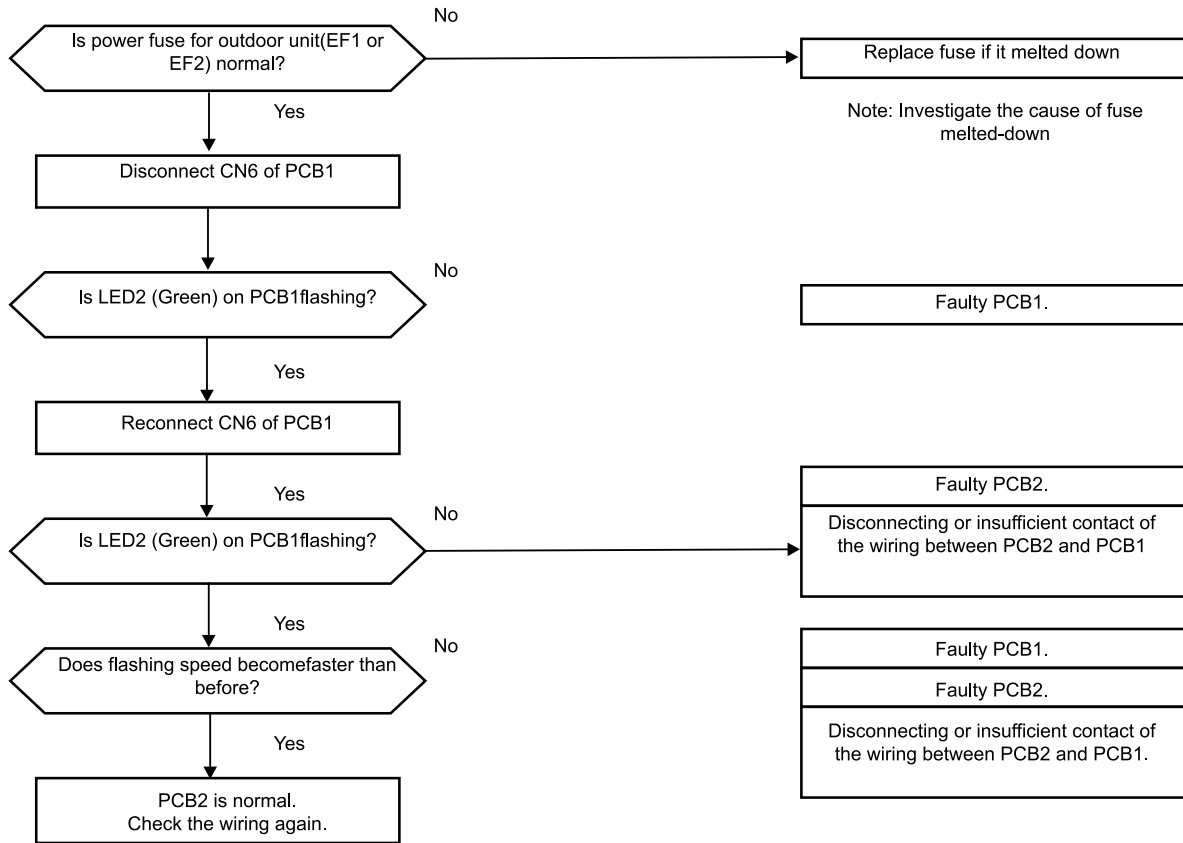 No
Is power fuse for outdoor unit(EF1 or
EF2) normal?
Replace fuse if it melted down
Yes
Note: Investigate the cause of fuse
melted-down
Disconnect CN6 of PCB1
No
Is LED2 (Green) on PCB1flashing?
Faulty PCB1.
Yes
Reconnect CN6 of PCB1
Yes
No
Is LED2 (Green) on PCB1flashing?
Faulty PCB2.
Disconnecting or insufficient contact of
the wiring between PCB2 and PCB1
Yes
No
Does flashing speed becomefaster than
before?
Faulty PCB1.
Faulty PCB2.
Disconnecting or insufficient contact of
the wiring between PCB2 and PCB1.
Yes
PCB2 is normal.
Check the wiring again.